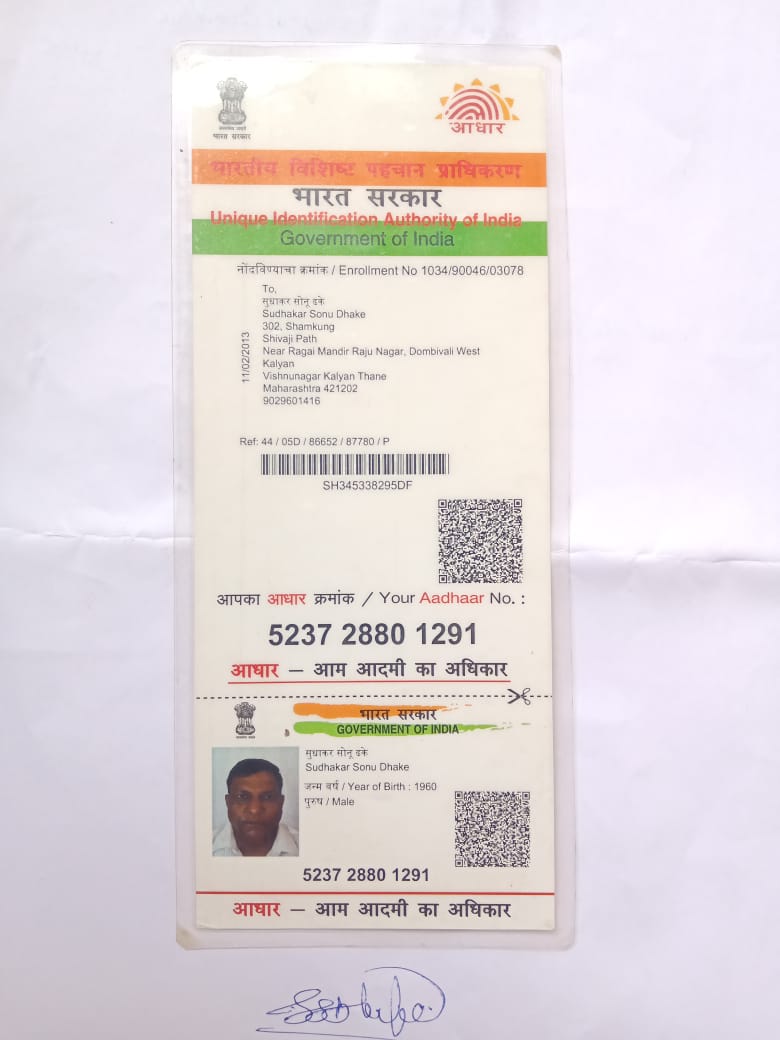 सत्यमेव जयते
भारत सरकार
आधार
भारतीय विशिष्ट पहचान प्राधिकरण
भारत सरकार
Unique Identification Authority of India
Government of India
नोंदविण्याचा क्रमांक / Enrollment No 1034/90046/03078
To,
सुधाकर सोनू ढके
Sudhakar Sonu Dhake
302, Shamkung
Shivaji Path
Near Ragai Mandir Raju Nagar, Dombivali West
Kalyan
Vishnunagar Kalyan Thane
Maharashtra 421202
9029601416
11/02/2013
Ref: 44 / 05D / 86652 / 87780 / P
SH345338295DF
आपका आधार क्रमांक / Your Aadhaar No. :
5237 2880 1291
आधार – आम आदमी का अधिकार
भारत सरकार
GOVERNMENT OF INDIA
सुधाकर सोनू ढके
Sudhakar Sonu Dhake
जन्म वर्ष / Year of Birth : 1960
पुरुष / Male
5237 2880 1291
आधार – आम आदमी का अधिकार